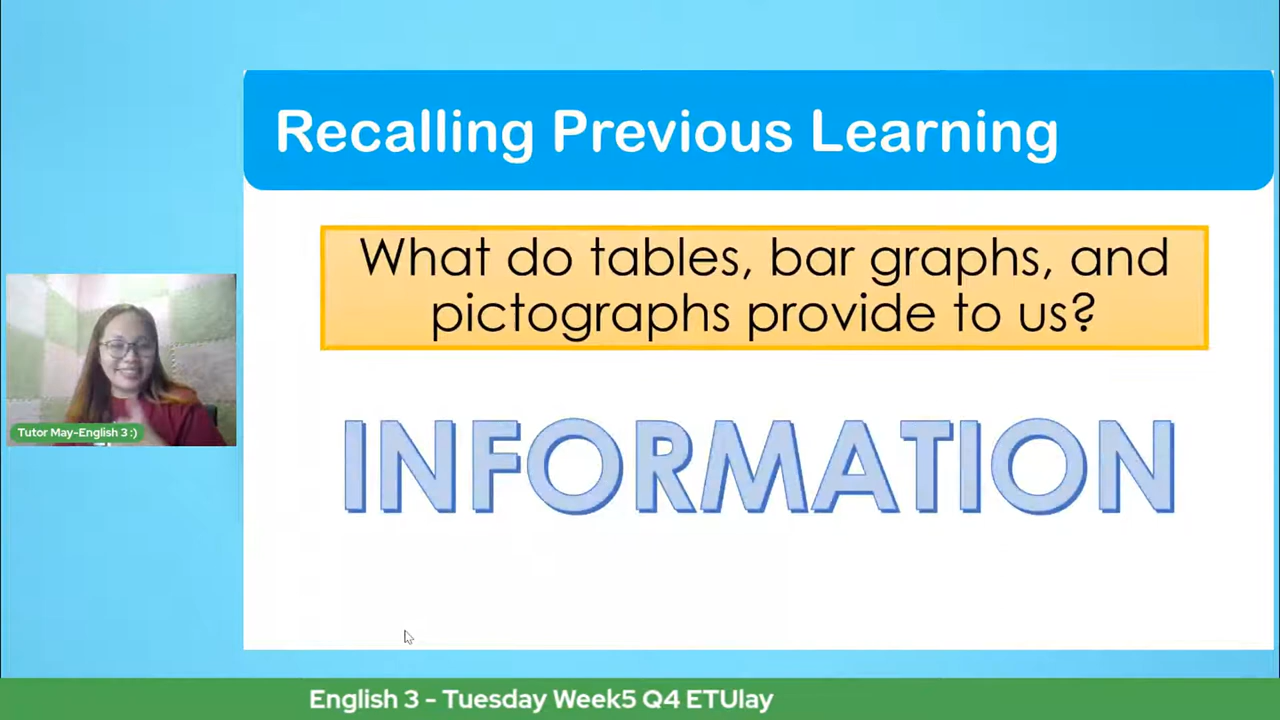 Recalling Previous Learning
What do tables, bar graphs, and
pictographs provide to us?
INFORMATION
Tutor May-English 3 :)
English 3 - Tuesday Week5 Q4 ETUlay